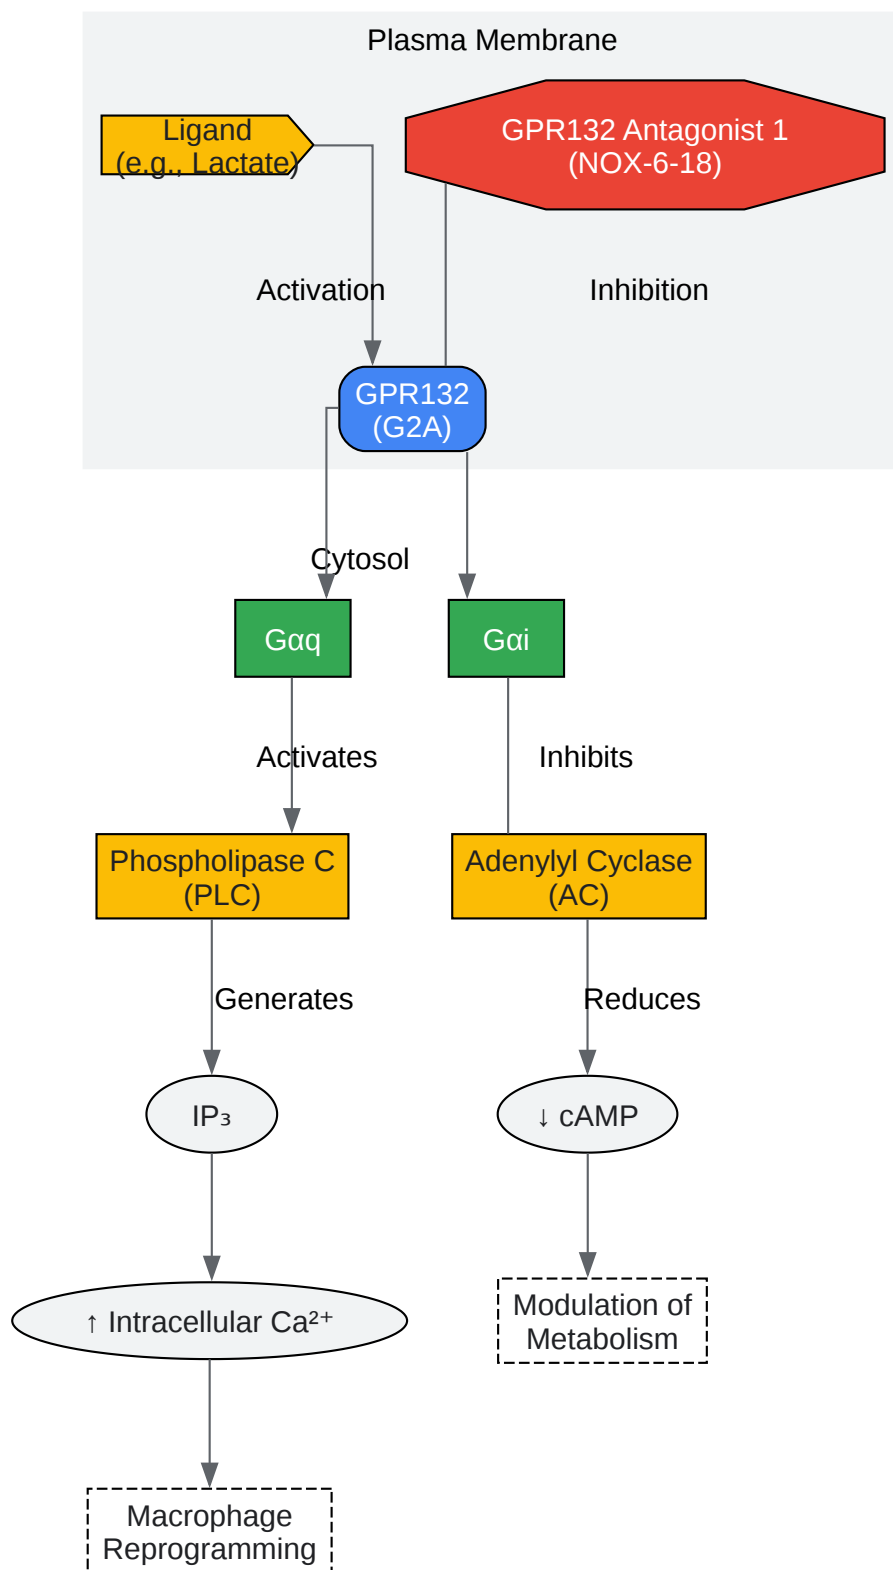 Plasma Membrane
Ligand
(e.g., Lactate)
GPR132 Antagonist 1
(NOX-6-18)
Activation
Inhibition
GPR132
(G2A)
Cytosol
Gαq
Gαi
Activates
Inhibits
Phospholipase C
(PLC)
Adenylyl Cyclase
(AC)
Generates
Reduces
IP₃
↓ cAMP
↑ Intracellular Ca²⁺
Modulation of
Metabolism
Macrophage
Reprogramming